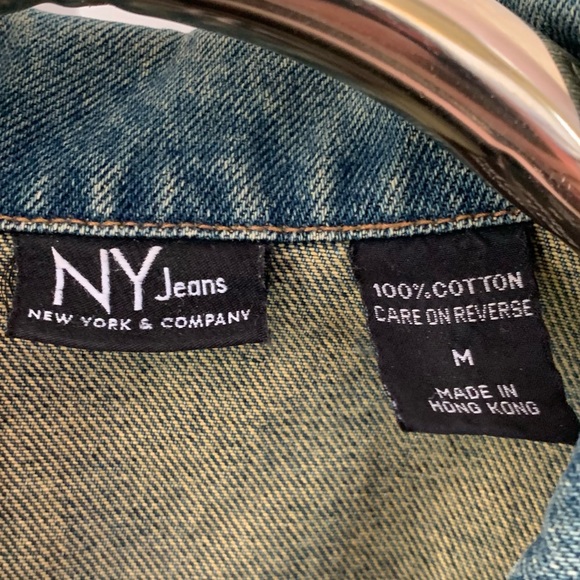 NY Jeans
NEW YORK & COMPANY
100% COTTON
CARE ON REVERSE
M
MADE IN
HONG KONG